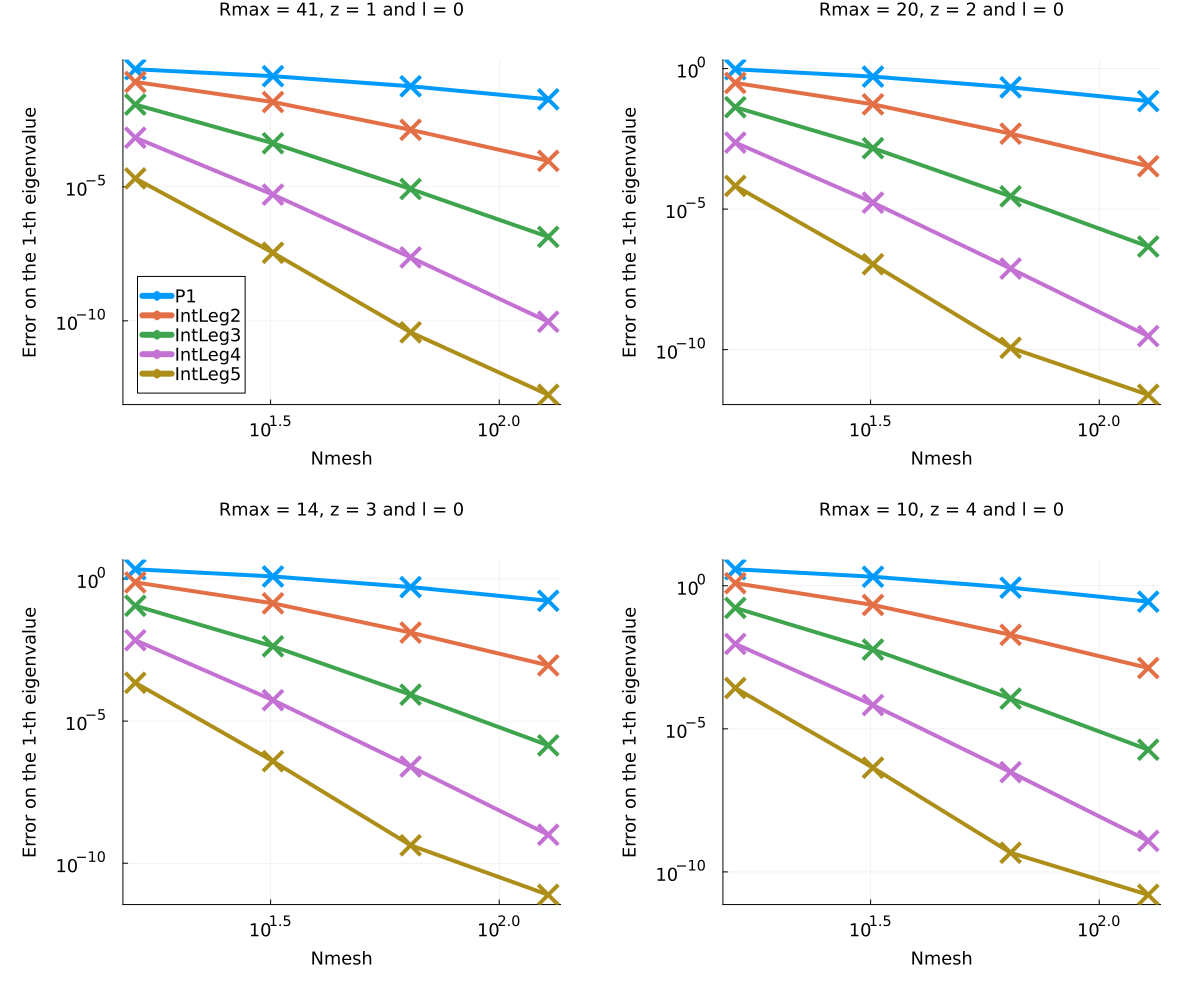 Rmax = 41, z = 1 and l = 0
Error on the 1-th eigenvalue
10^-5
10^-10
P1
IntLeg2
IntLeg3
IntLeg4
IntLeg5
10^1.5
10^2.0
Nmesh
Rmax = 20, z = 2 and l = 0
Error on the 1-th eigenvalue
10^0
10^-5
10^-10
10^1.5
10^2.0
Nmesh
Rmax = 14, z = 3 and l = 0
Error on the 1-th eigenvalue
10^0
10^-5
10^-10
10^1.5
10^2.0
Nmesh
Rmax = 10, z = 4 and l = 0
Error on the 1-th eigenvalue
10^0
10^-5
10^-10
10^1.5
10^2.0
Nmesh